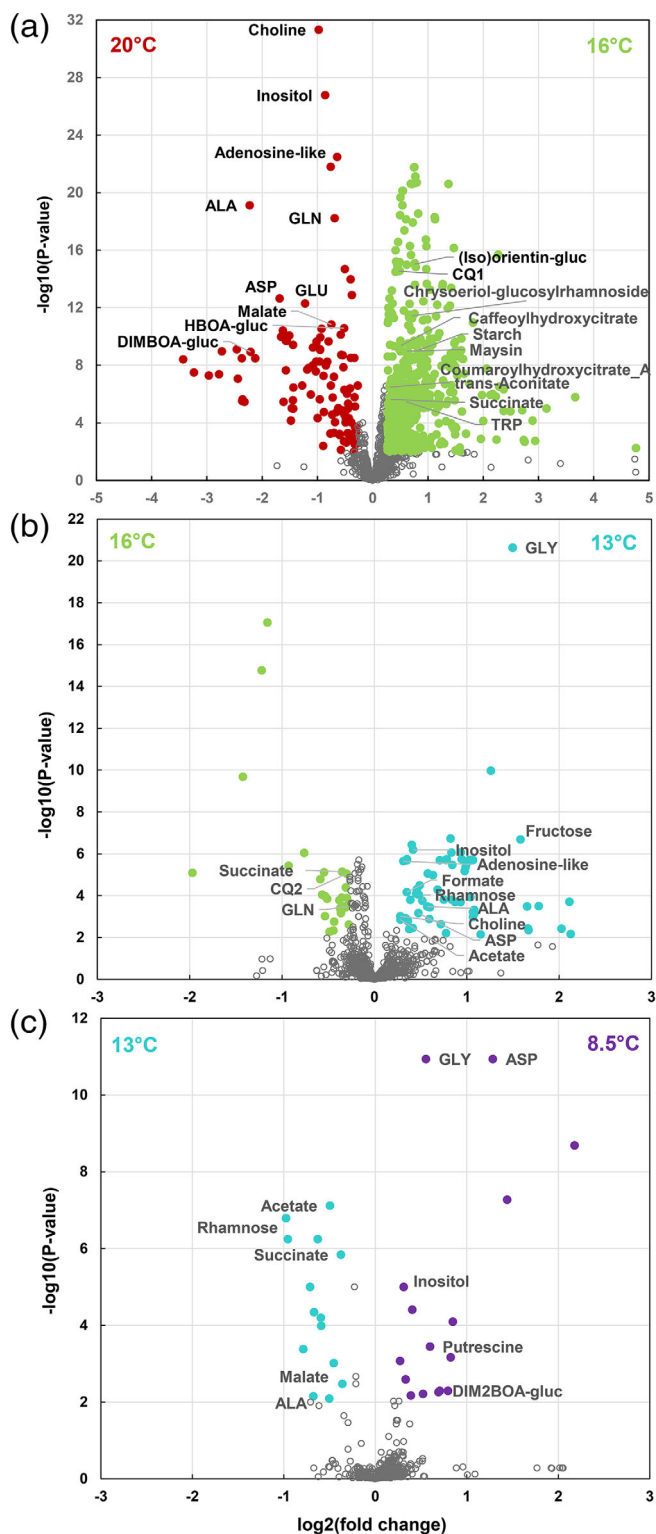 (a)
32
28
24
22
20
16
12
8
4
0
-log10(P-value)
20°C
16°C
Choline
Inositol
Adenosine-like
ALA
GLN
(Iso)orientin-gluc
CQ1
ASP
GLU
Chrysoeriol-glucosylrhamnoside
Malate
Caffeoylhydroxycitrate
HBOA-gluc
Starch
DIMBOA-gluc
Maysin
Coumaroylhydroxycitrate_A
trans-Aconitate
Succinate
TRP
-5 -4 -3 -2 -1 0 1 2 3 4 5
(b)
22
20
18
16
14
12
10
8
6
4
2
0
-log10(P-value)
16°C
13°C
GLY
Fructose
Inositol
Succinate
Adenosine-like
CQ2
Formate
Rhamnose
GLN
ALA
Choline
ASP
Acetate
-3 -2 -1 0 1 2 3
(c)
12
10
8
6
4
2
0
-log10(P-value)
13°C
8.5°C
GLY ASP
Acetate
Rhamnose
Succinate
Inositol
Putrescine
Malate
DIM2BOA-gluc
ALA
-3 -2 -1 0 1 2 3
log2(fold change)